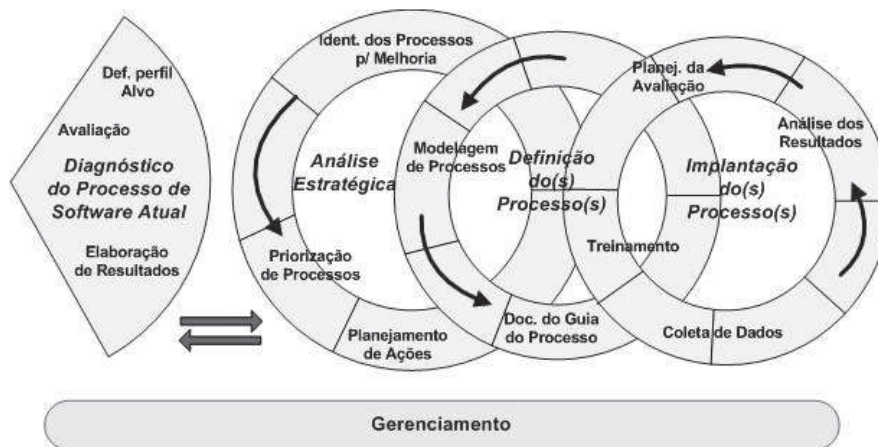 Def. perfil
Alvo
Avaliação
Diagnóstico
do Processo de
Software Atual
Elaboração
de Resultados
Ident. dos Processos
p/ Melhoria
Análise
Estratégica
Priorização
de Processos
Planejamento
de Ações
Modelagem
de Processos
Definição
do(s)
Processo(s)
Doc. do Guia
do Processo
Planej. da
Avaliação
Análise dos
Resultados
Implantação
do(s)
Processo(s)
Treinamento
Coleta de Dados
Gerenciamento